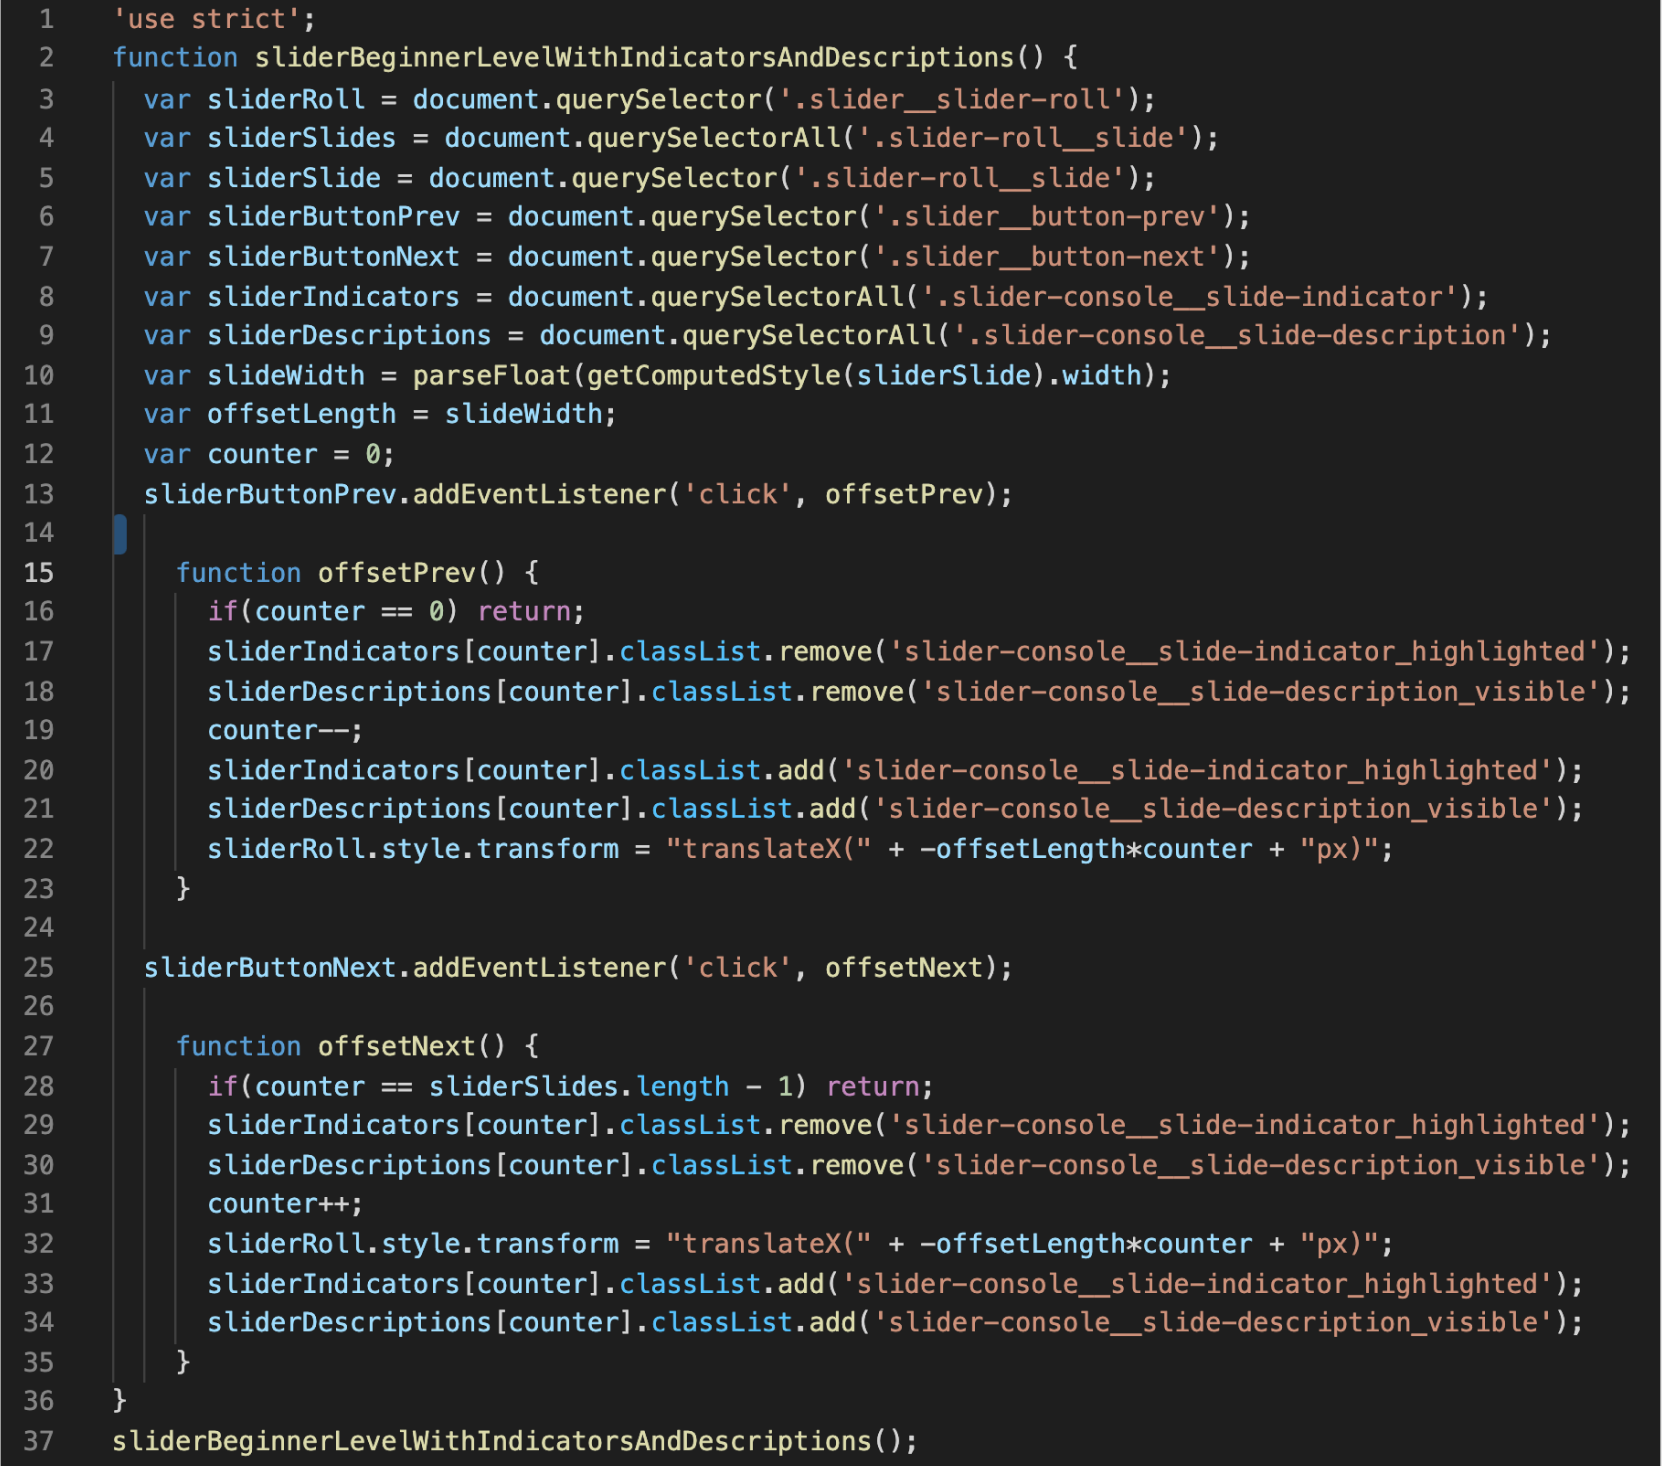 1 'use strict';
2 function sliderBeginnerLevelWithIndicatorsAndDescriptions() {
3 var sliderRoll = document.querySelector('.slider__slider-roll');
4 var sliderSlides = document.querySelectorAll('.slider-roll__slide');
5 var sliderSlide = document.querySelector('.slider-roll__slide');
6 var sliderButtonPrev = document.querySelector('.slider__button-prev');
7 var sliderButtonNext = document.querySelector('.slider__button-next');
8 var sliderIndicators = document.querySelectorAll('.slider-console__slide-indicator');
9 var sliderDescriptions = document.querySelectorAll('.slider-console__slide-description');
10 var slideWidth = parseFloat(getComputedStyle(sliderSlide).width);
11 var offsetLength = slideWidth;
12 var counter = 0;
13 sliderButtonPrev.addEventListener('click', offsetPrev);
14
15 function offsetPrev() {
16 if(counter == 0) return;
17 sliderIndicators[counter].classList.remove('slider-console__slide-indicator_highlighted');
18 sliderDescriptions[counter].classList.remove('slider-console__slide-description_visible');
19 counter--;
20 sliderIndicators[counter].classList.add('slider-console__slide-indicator_highlighted');
21 sliderDescriptions[counter].classList.add('slider-console__slide-description_visible');
22 sliderRoll.style.transform = "translateX(" + -offsetLength*counter + "px)";
23 }
24
25 sliderButtonNext.addEventListener('click', offsetNext);
26
27 function offsetNext() {
28 if(counter == sliderSlides.length - 1) return;
29 sliderIndicators[counter].classList.remove('slider-console__slide-indicator_highlighted');
30 sliderDescriptions[counter].classList.remove('slider-console__slide-description_visible');
31 counter++;
32 sliderRoll.style.transform = "translateX(" + -offsetLength*counter + "px)";
33 sliderIndicators[counter].classList.add('slider-console__slide-indicator_highlighted');
34 sliderDescriptions[counter].classList.add('slider-console__slide-description_visible');
35 }
36 }
37 sliderBeginnerLevelWithIndicatorsAndDescriptions();